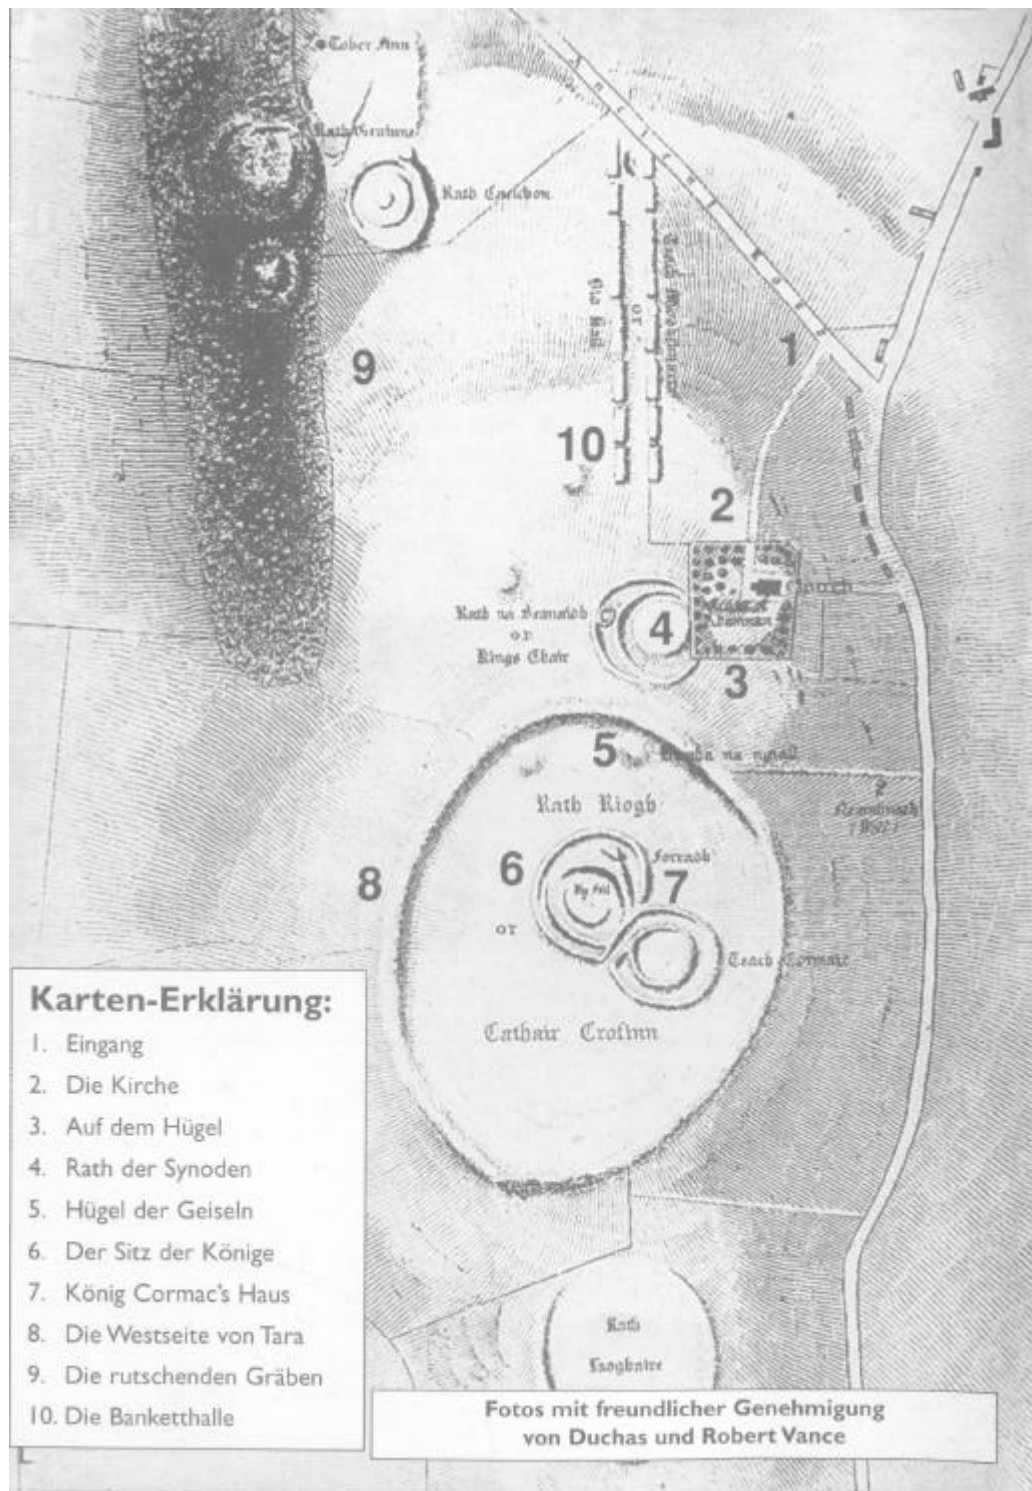 Tober Finn
Rath Grainne
Rath Caelchon
or
1
9
10
2
Church
Rath na Seanadh
or
Kings Chair
4
3
5
Rath Riogh
6
Forradh
7
8
or
Teach Cormaic
Cathair Crofinn
Rath
Laoghaire
Karten-Erklärung:
1. Eingang
2. Die Kirche
3. Auf dem Hügel
4. Rath der Synoden
5. Hügel der Geiseln
6. Der Sitz der Könige
7. König Cormac's Haus
8. Die Westseite von Tara
9. Die rutschenden Gräben
10. Die Banketthalle
Fotos mit freundlicher Genehmigung
von Duchas und Robert Vance